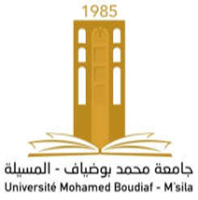 1985
جامعة محمد بوضياف - المسيلة
Université Mohamed Boudiaf - M'sila